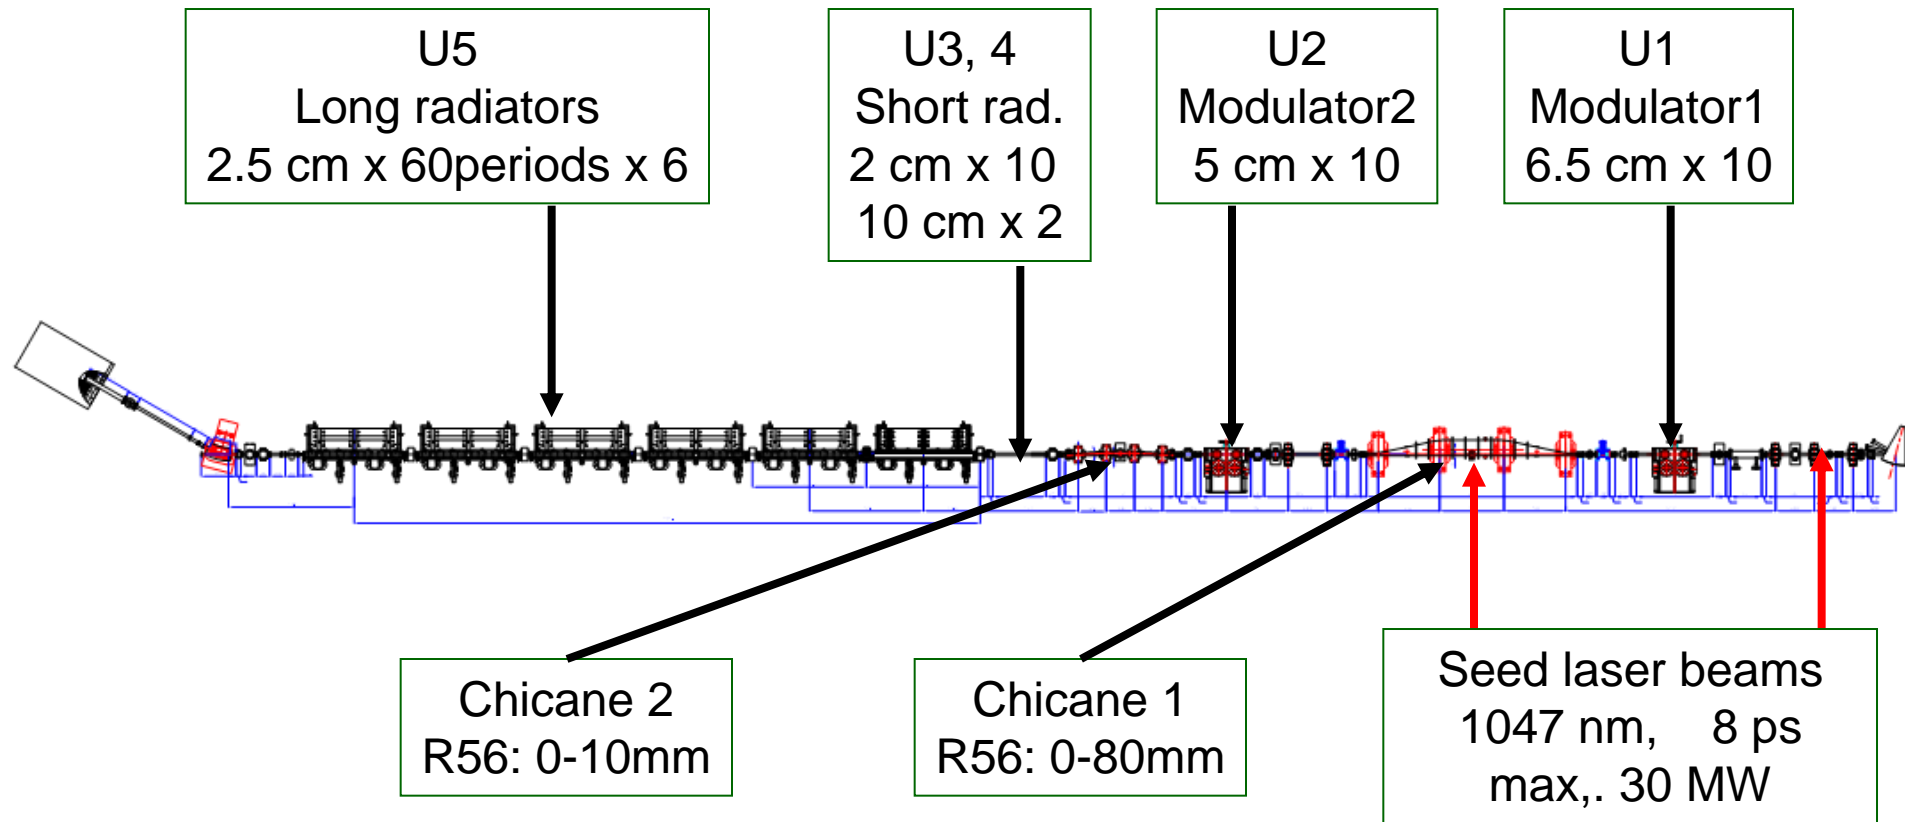 U5
Long radiators
2.5 cm x 60periods x 6
U3, 4
Short rad.
2 cm x 10
10 cm x 2
U2
Modulator2
5 cm x 10
U1
Modulator1
6.5 cm x 10
Chicane 2
R56: 0-10mm
Chicane 1
R56: 0-80mm
Seed laser beams
1047 nm, 8 ps
max,. 30 MW